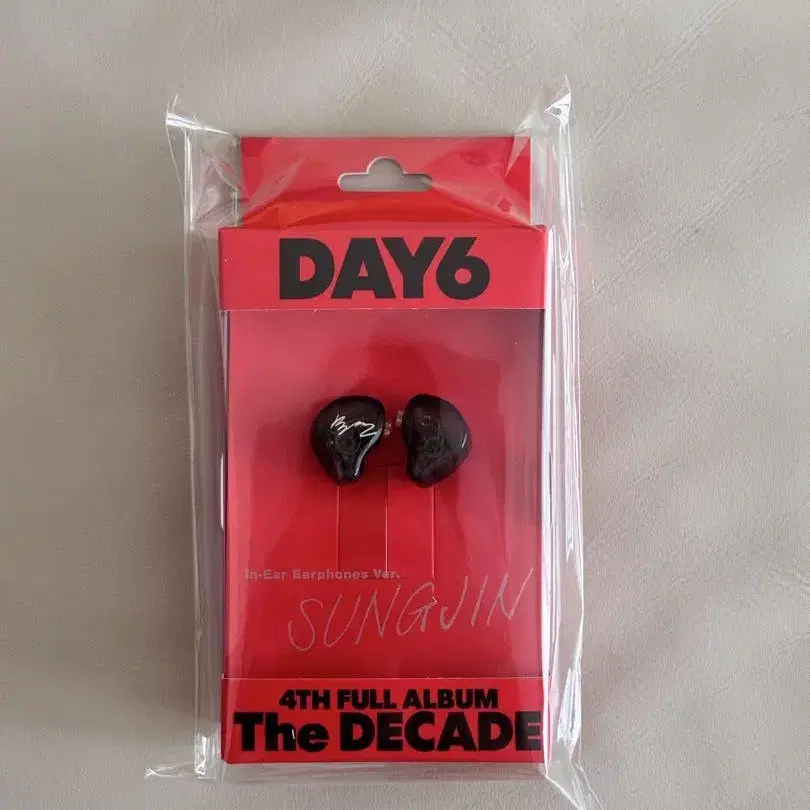 DAY6
In-Ear Earphones Ver.
SUNGJIN
4TH FULL ALBUM
The DECADE